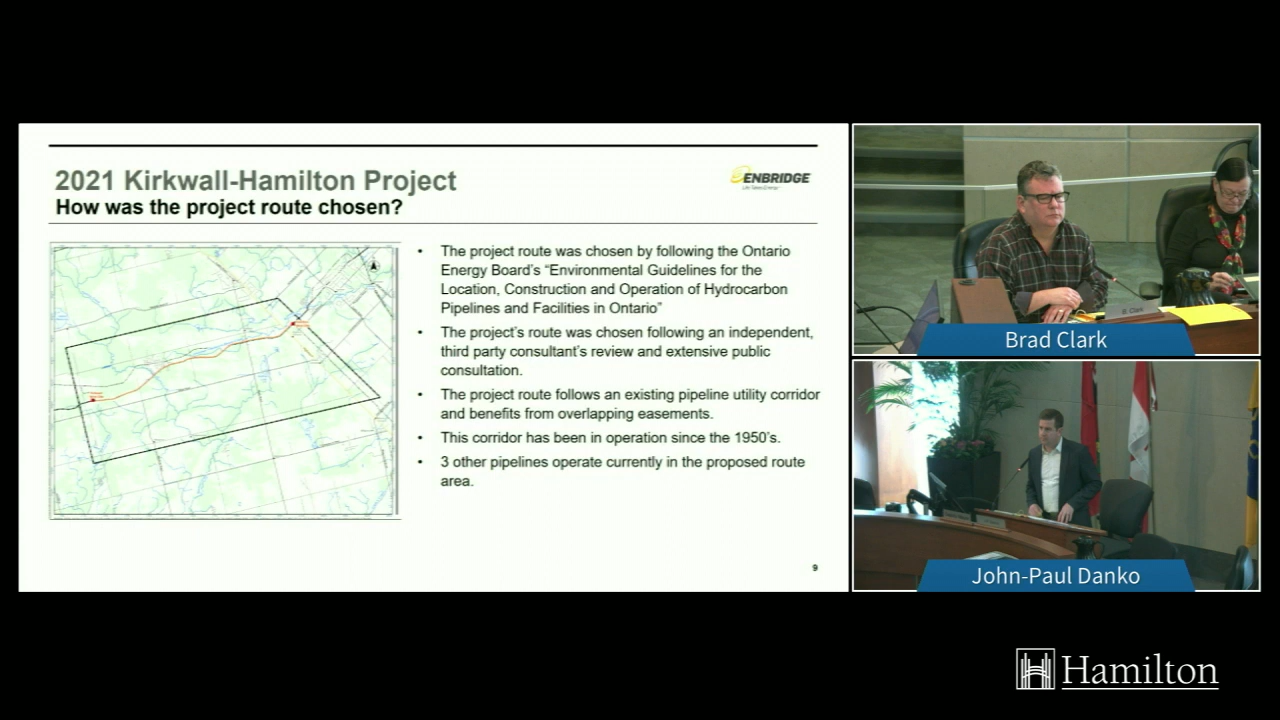 2021 Kirkwall-Hamilton Project
How was the project route chosen?
ENBRIDGE
Life Takes Energy
• The project route was chosen by following the Ontario
Energy Board's “Environmental Guidelines for the
Location, Construction and Operation of Hydrocarbon
Pipelines and Facilities in Ontario”
• The project's route was chosen following an independent,
third party consultant's review and extensive public
consultation.
• The project route follows an existing pipeline utility corridor
and benefits from overlapping easements.
• This corridor has been in operation since the 1950's.
• 3 other pipelines operate currently in the proposed route
area.
9
B. Clark
Brad Clark
John-Paul Danko
Hamilton